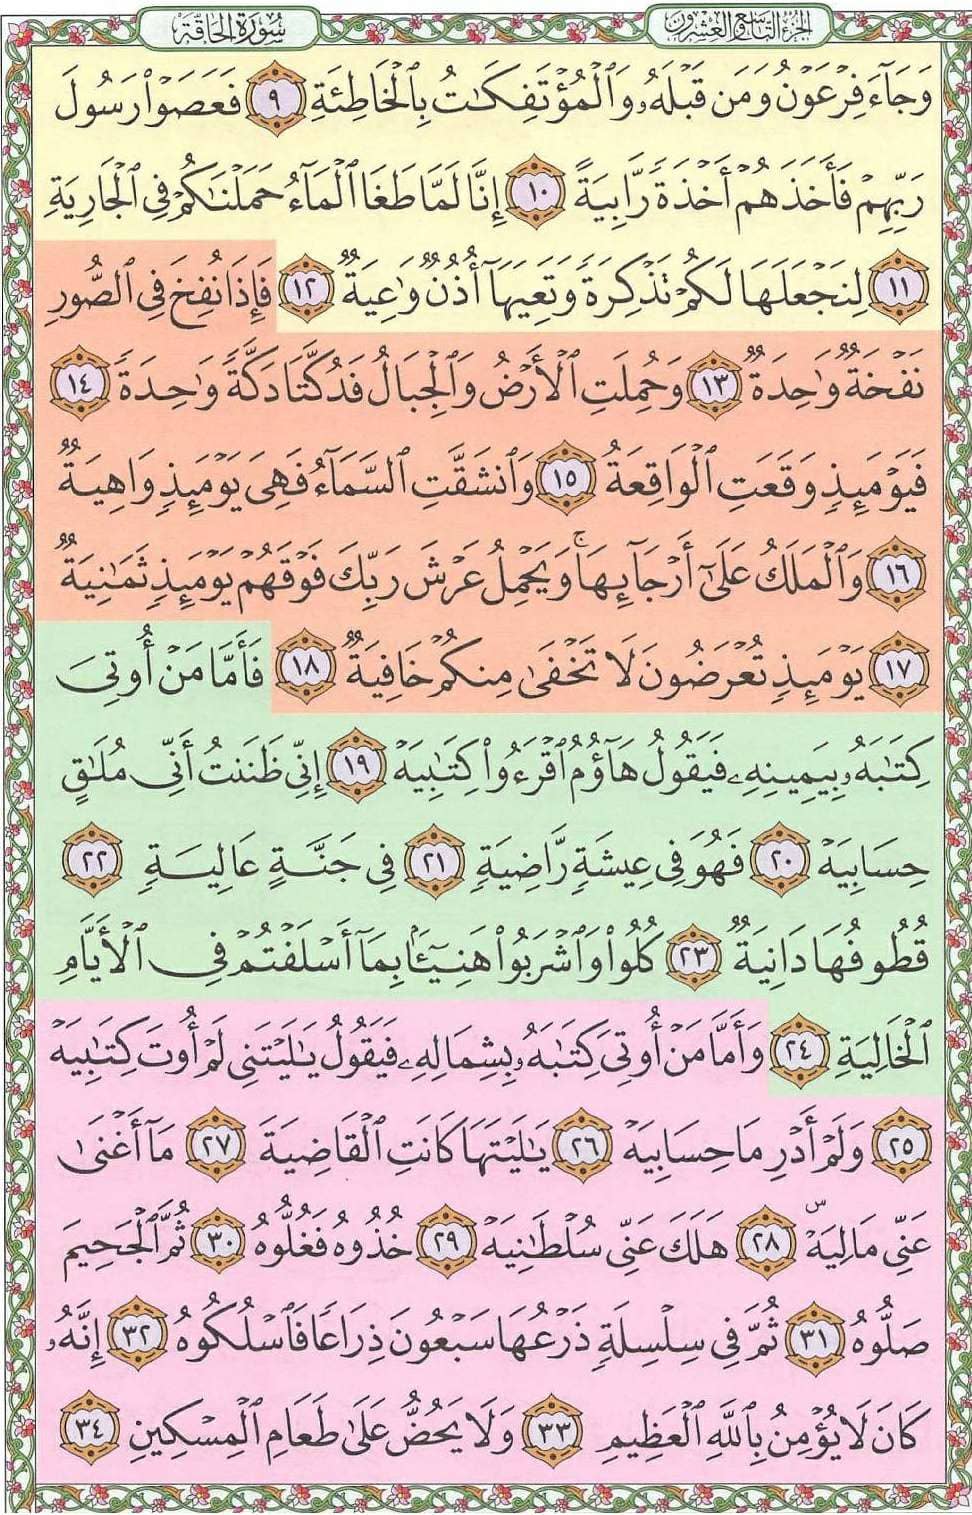 الجزء التاسع والعشرون
سورة الحاقة
وَجَآءَ فِرْعَوْنُ وَمَن قَبْلَهُۥ وَٱلْمُؤْتَفِكَٰتُ بِٱلْخَاطِئَةِ ٩ فَعَصَوْا۟ رَسُولَ
رَبِّهِمْ فَأَخَذَهُمْ أَخْذَةً رَّابِيَةً ١٠ إِنَّا لَمَّا طَغَا ٱلْمَآءُ حَمَلْنَٰكُمْ فِى ٱلْجَارِيَةِ
١١ لِنَجْعَلَهَا لَكُمْ تَذْكِرَةً وَتَعِيَهَآ أُذُنٌ وَٰعِيَةٌ ١٢ فَإِذَا نُفِخَ فِى ٱلصُّورِ
نَفْخَةٌ وَٰحِدَةٌ ١٣ وَحُمِلَتِ ٱلْأَرْضُ وَٱلْجِبَالُ فَدُكَّتَا دَكَّةً وَٰحِدَةً ١٤
فَيَوْمَئِذٍ وَقَعَتِ ٱلْوَاقِعَةُ ١٥ وَٱنشَقَّتِ ٱلسَّمَآءُ فَهِىَ يَوْمَئِذٍ وَاهِيَةٌ
١٦ وَٱلْمَلَكُ عَلَىٰٓ أَرْجَآئِهَا ۚ وَيَحْمِلُ عَرْشَ رَبِّكَ فَوْقَهُمْ يَوْمَئِذٍ ثَمَٰنِيَةٌ
١٧ يَوْمَئِذٍ تُعْرَضُونَ لَا تَخْفَىٰ مِنكُمْ خَافِيَةٌ ١٨ فَأَمَّا مَنْ أُوتِىَ
كِتَٰبَهُۥ بِيَمِينِهِۦ فَيَقُولُ هَآؤُمُ ٱقْرَءُوا۟ كِتَٰبِيَهْ ١٩ إِنِّى ظَنَنتُ أَنِّى مُلَٰقٍ
حِسَابِيَهْ ٢٠ فَهُوَ فِى عِيشَةٍ رَّاضِيَةٍ ٢١ فِى جَنَّةٍ عَالِيَةٍ ٢٢
قُطُوفُهَا دَانِيَةٌ ٢٣ كُلُوا۟ وَٱشْرَبُوا۟ هَنِيٓـًٔۢا بِمَآ أَسْلَفْتُمْ فِى ٱلْأَيَّامِ
ٱلْخَالِيَةِ ٢٤ وَأَمَّا مَنْ أُوتِىَ كِتَٰبَهُۥ بِشِمَالِهِۦ فَيَقُولُ يَٰلَيْتَنِى لَمْ أُوتَ كِتَٰبِيَهْ
٢٥ وَلَمْ أَدْرِ مَا حِسَابِيَهْ ٢٦ يَٰلَيْتَهَا كَانَتِ ٱلْقَاضِيَةَ ٢٧ مَآ أَغْنَىٰ
عَنِّى مَالِيَهْ ۜ ٢٨ هَلَكَ عَنِّى سُلْطَٰنِيَهْ ٢٩ خُذُوهُ فَغُلُّوهُ ٣٠ ثُمَّ ٱلْجَحِيمَ
صَلُّوهُ ٣١ ثُمَّ فِى سِلْسِلَةٍ ذَرْعُهَا سَبْعُونَ ذِرَاعًا فَٱسْلُكُوهُ ٣٢ إِنَّهُۥ
كَانَ لَا يُؤْمِنُ بِٱللَّهِ ٱلْعَظِيمِ ٣٣ وَلَا يَحُضُّ عَلَىٰ طَعَامِ ٱلْمِسْكِينِ ٣٤